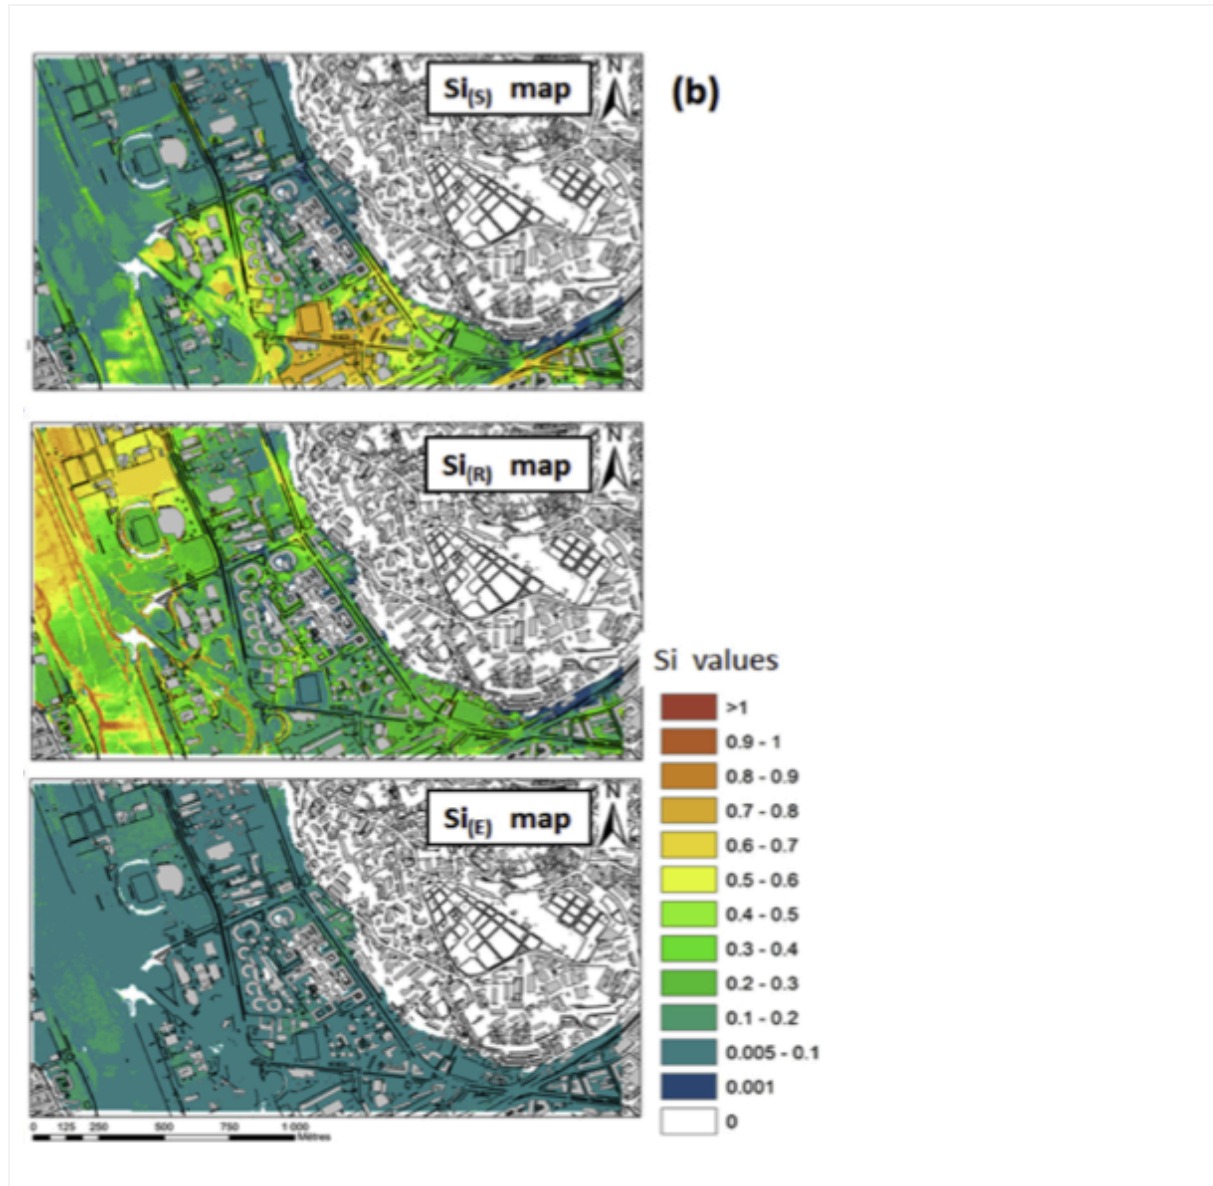 Si(S) map
N
(b)
Si(R) map
N
Si values
>1
0.9 - 1
0.8 - 0.9
0.7 - 0.8
0.6 - 0.7
0.5 - 0.6
0.4 - 0.5
0.3 - 0.4
0.2 - 0.3
0.1 - 0.2
0.005 - 0.1
0.001
0
Si(E) map
N
0 125 250 500 750 1 000
Mètres